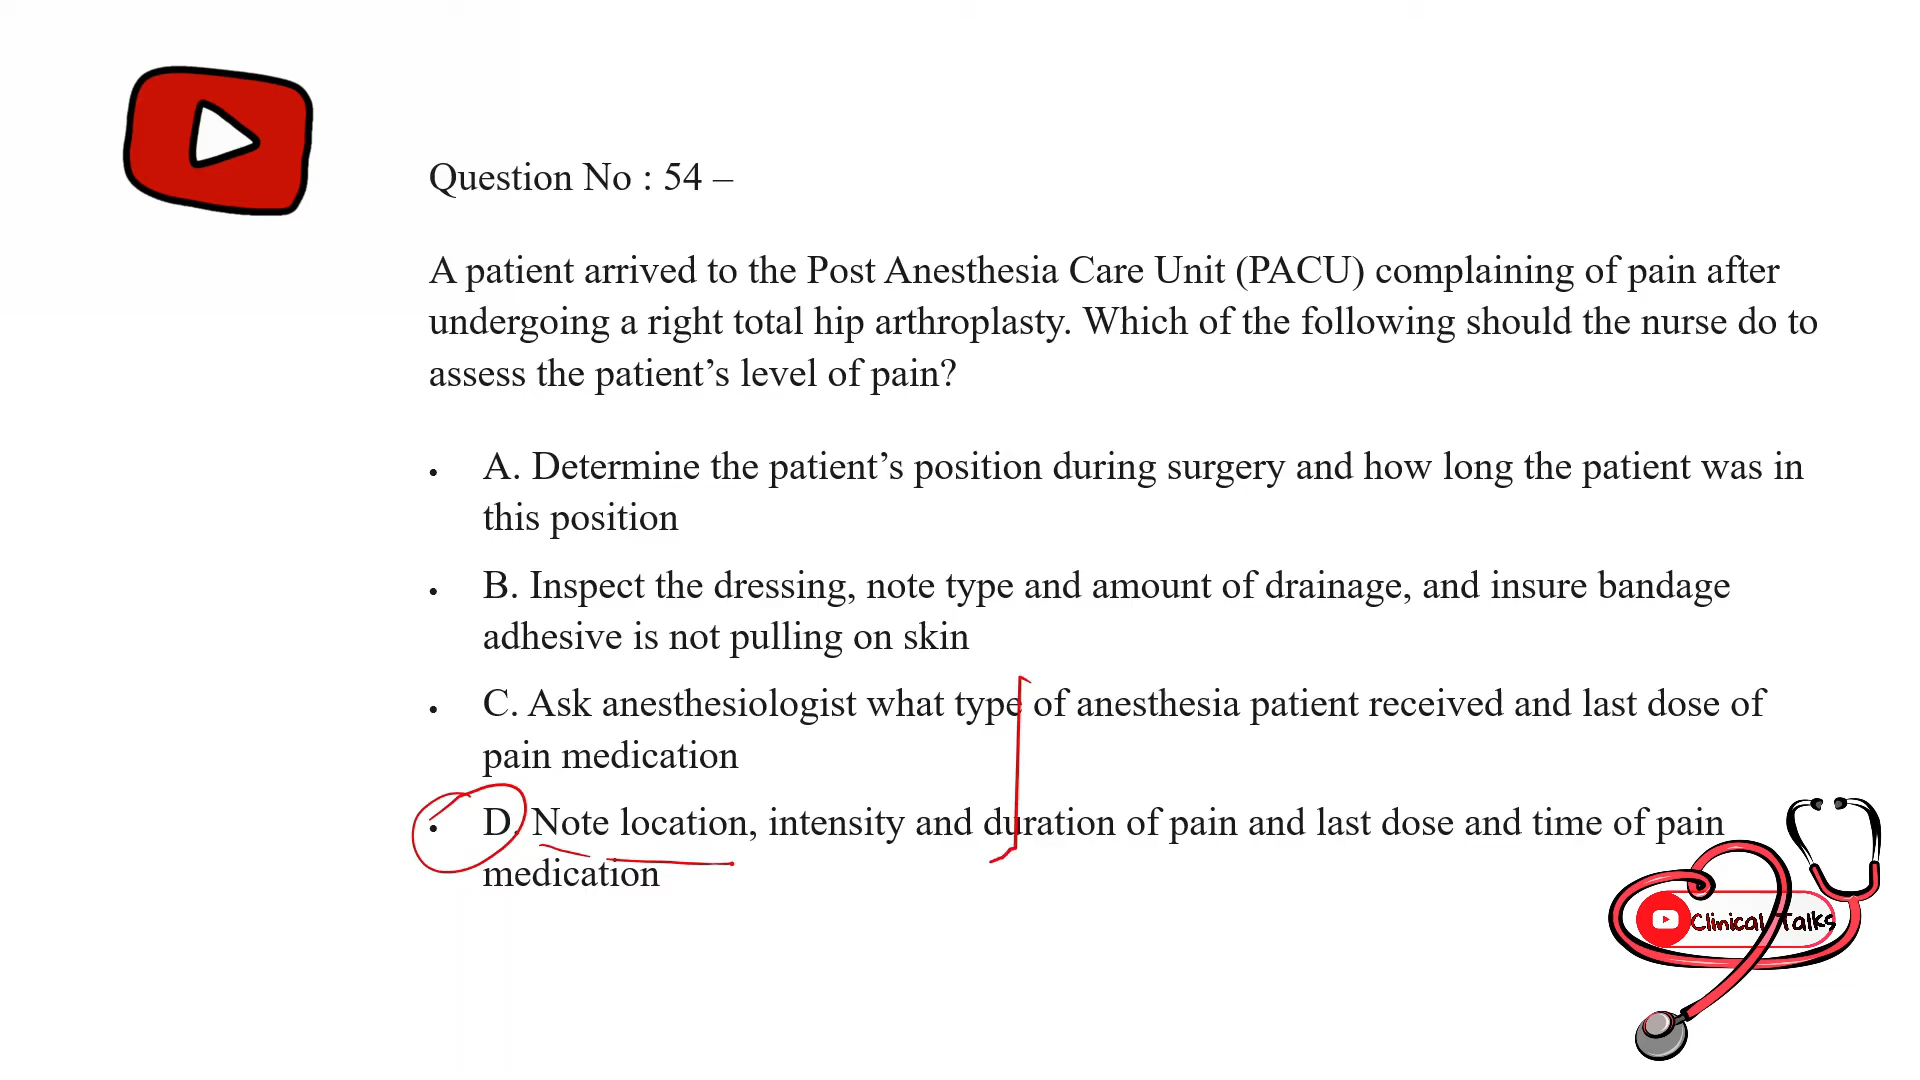 Question No : 54 –
A patient arrived to the Post Anesthesia Care Unit (PACU) complaining of pain after
undergoing a right total hip arthroplasty. Which of the following should the nurse do to
assess the patient’s level of pain?
• A. Determine the patient’s position during surgery and how long the patient was in
this position
• B. Inspect the dressing, note type and amount of drainage, and insure bandage
adhesive is not pulling on skin
• C. Ask anesthesiologist what type of anesthesia patient received and last dose of
pain medication
• D. Note location, intensity and duration of pain and last dose and time of pain
medication
Clinical Talks